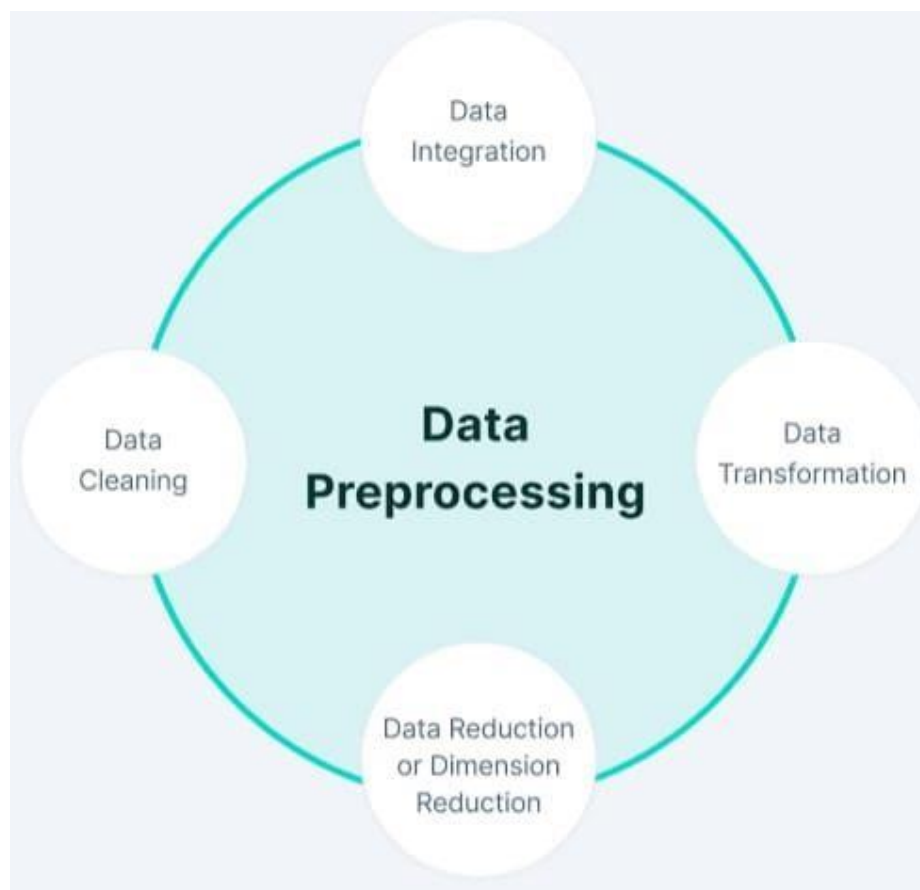 Data
Integration
Data
Cleaning
Data
Preprocessing
Data
Transformation
Data Reduction
or Dimension
Reduction